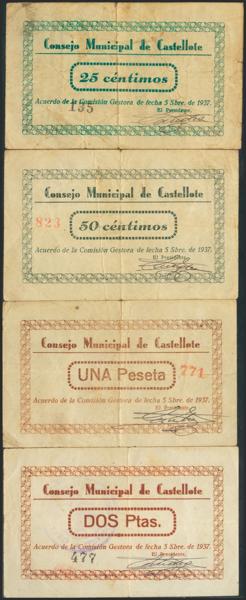 Consejo Municipal de Castellote
25 céntimos
Acuerdo de la Comisión Gestora de fecha 5 Sbre. de 1937.
135 El Presidente,
Consejo Municipal de Castellote
823 50 céntimos
Acuerdo de la Comisión Gestora de fecha 5 Sbre. de 1937.
El Presidente,
Consejo Municipal de Castellote
UNA Peseta 771
Acuerdo de la Comisión Gestora de fecha 5 Sbre. de 1937.
El Presidente,
Consejo Municipal de Castellote
DOS Ptas.
Acuerdo de la Comisión Gestora de fecha 5 Sbre. de 1937.
477 El Presidente,